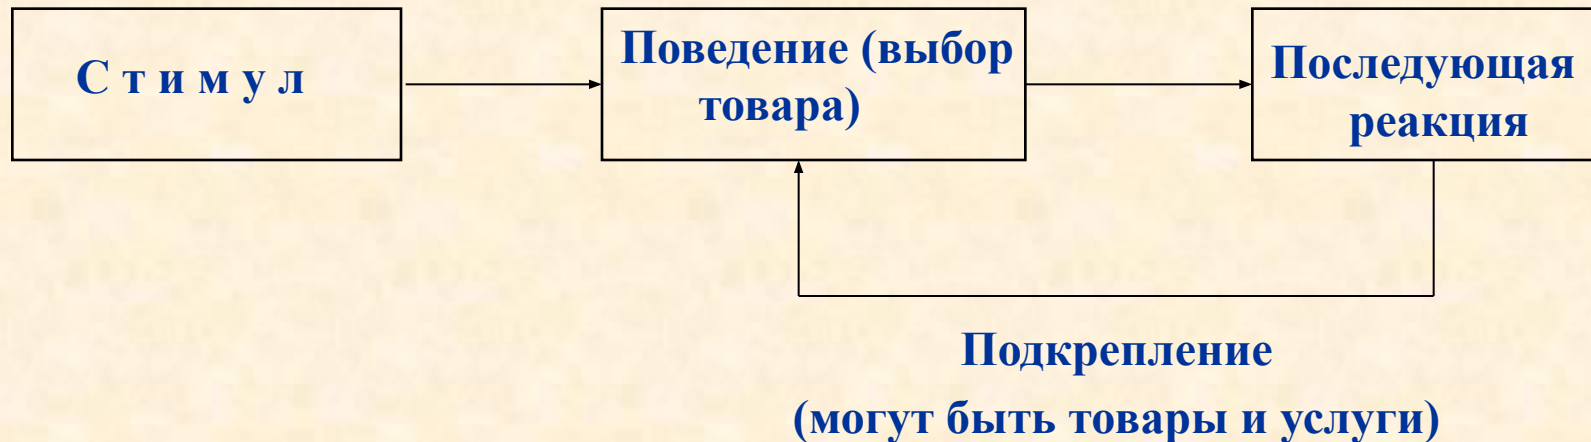 С т и м у л
Поведение (выбор
товара)
Последующая
реакция
Подкрепление
(могут быть товары и услуги)